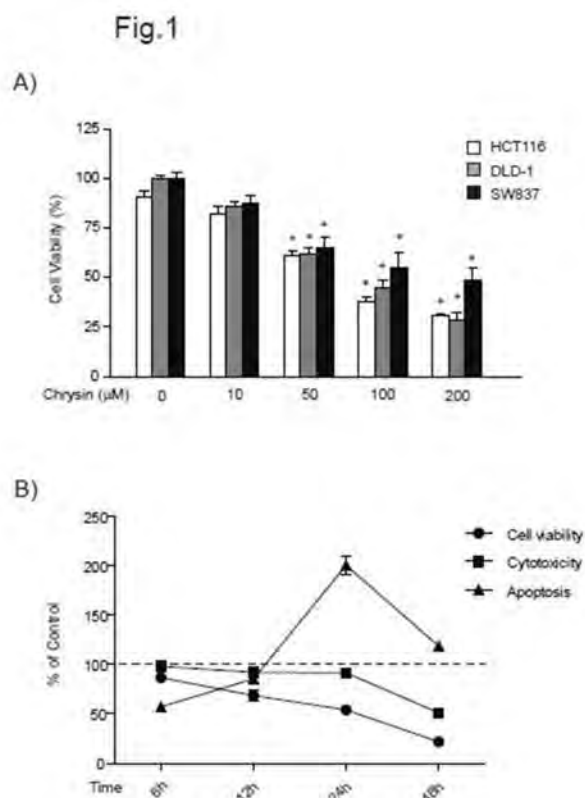 Fig.1
A)
125
100
75
50
25
0
Cell Viability (%)
HCT116
DLD-1
SW837
* * *
* + *
+ * *
Chrysin (μM) 0 10 50 100 200
B)
250
200
150
100
50
0
% of Control
Cell viability
Cytotoxicity
Apoptosis
Time 6h 12h 24h 48h